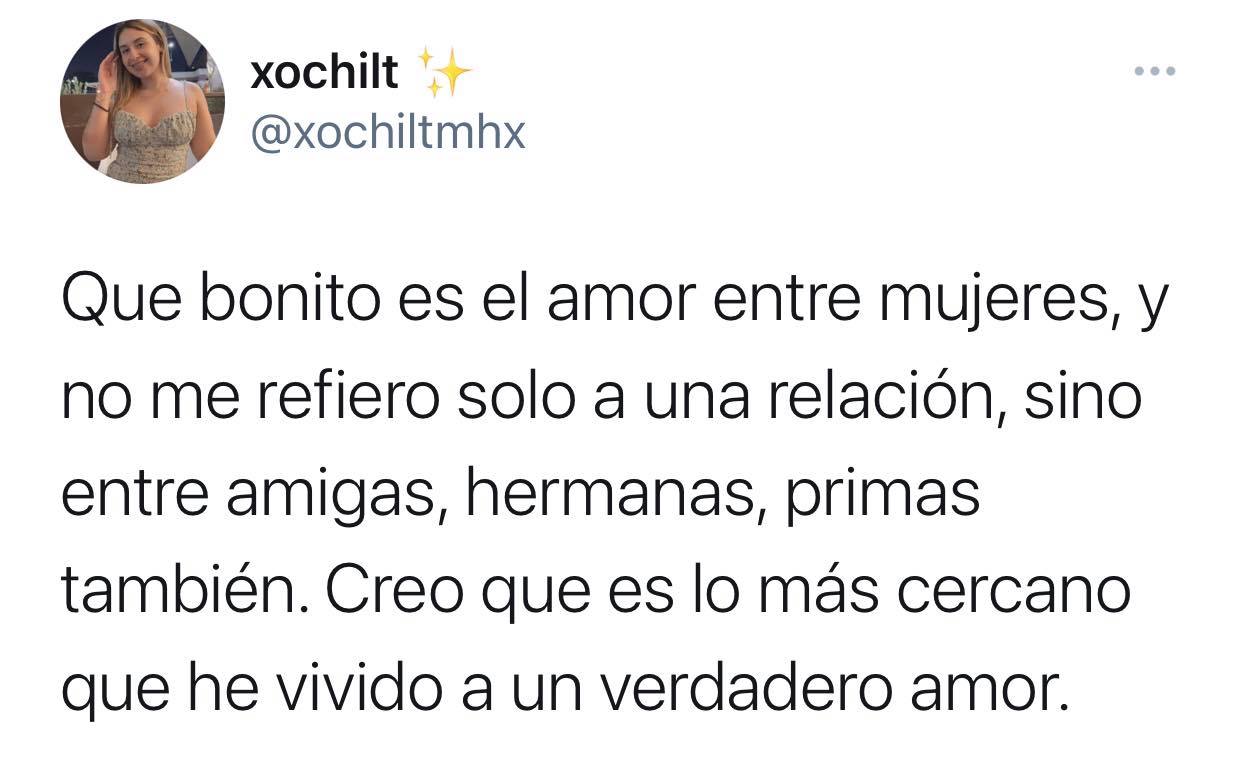 xochilt ✨
@xochiltmhx
Que bonito es el amor entre mujeres, y
no me refiero solo a una relación, sino
entre amigas, hermanas, primas
también. Creo que es lo más cercano
que he vivido a un verdadero amor.